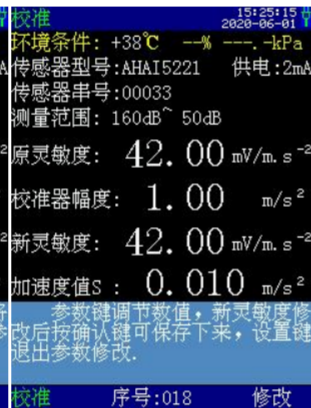 校准 15:25:15
2020-06-01
环境条件: +38℃ --% ---.-kPa
传感器型号:AHAI5221 供电:2mA
传感器串号:00033
测量范围: 160dB~ 50dB
原灵敏度: 42.00 mV/m.s⁻²
校准器幅度: 1.00 m/s²
新灵敏度: 42.00 mV/m.s⁻²
加速度值S : 0.010 m/s²
参数键调节数值，新灵敏度修
改后按确认键可保存下来，设置键
退出参数修改.
校准 序号:018 修改